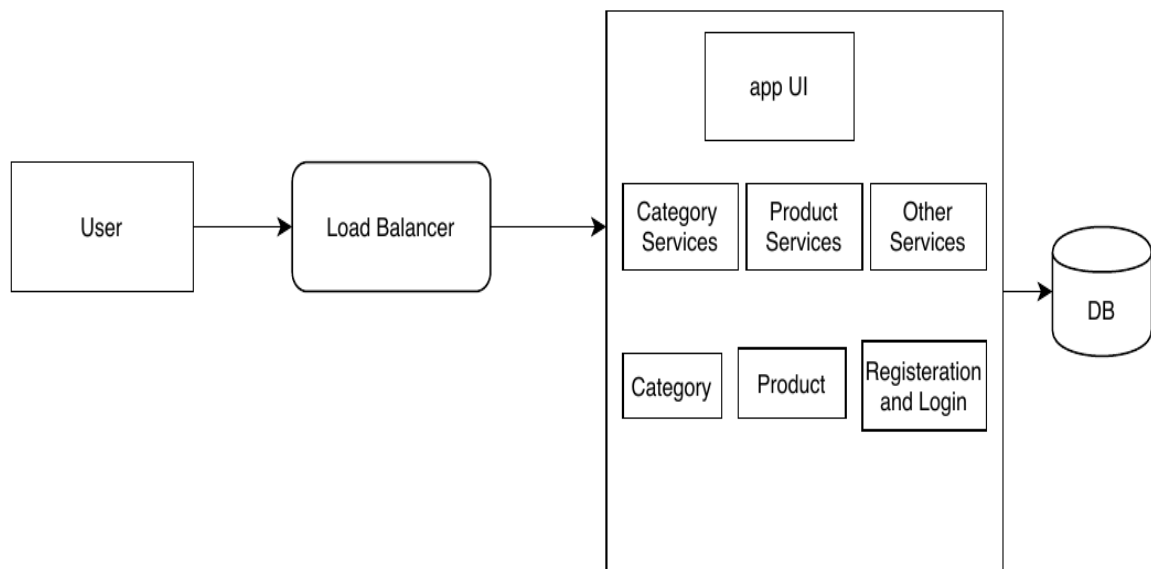 app UI
User
Load Balancer
Category
Services
Product
Services
Other
Services
DB
Category
Product
Registeration
and Login